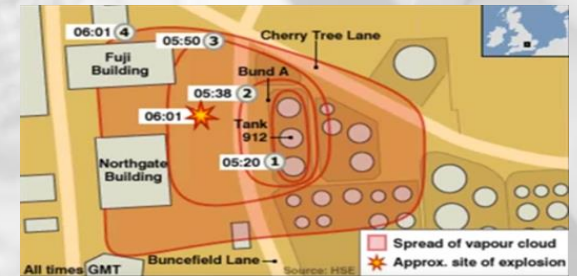 06:01 4
05:50 3
Cherry Tree Lane
Fuji
Building
Bund A
05:38 2
06:01
Tank
912
05:20 1
Northgate
Building
Spread of vapour cloud
Approx. site of explosion
Buncefield Lane
Source: HSE
All times GMT